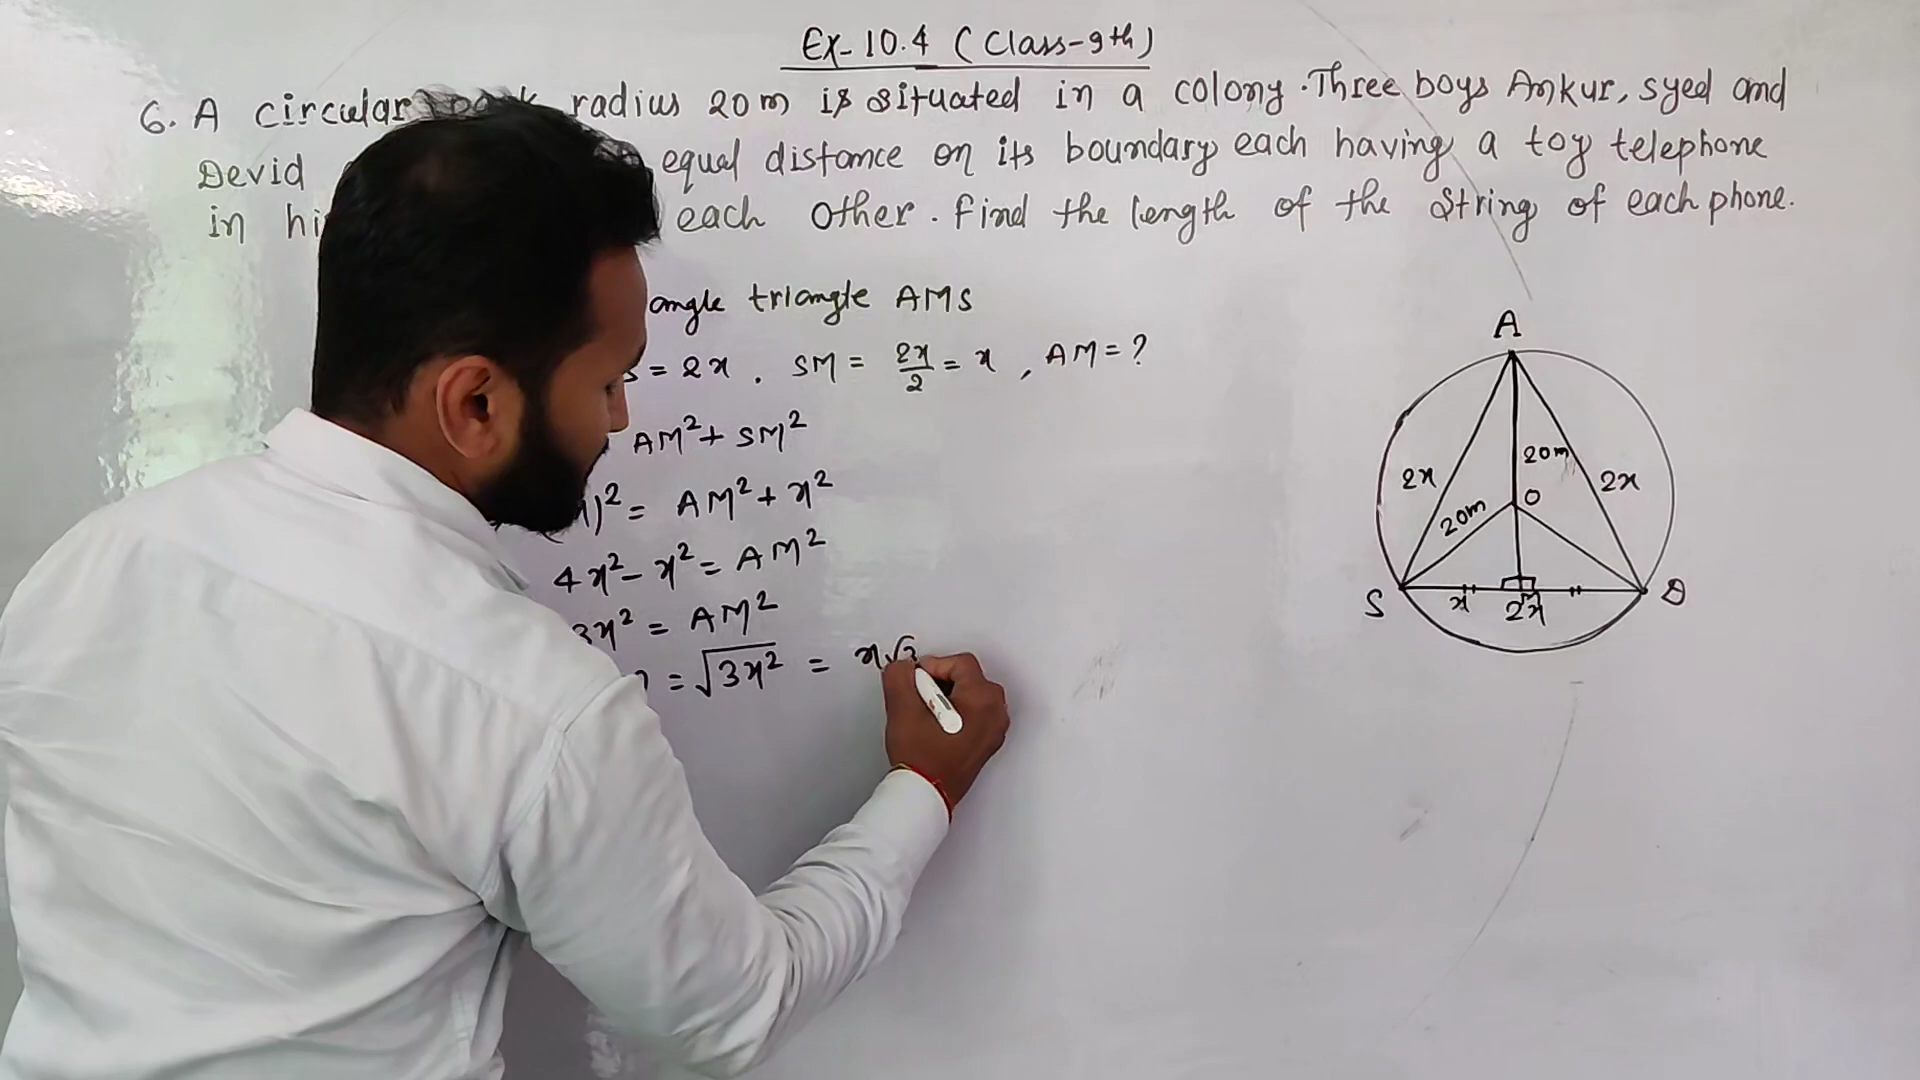 Ex- 10.4 (Class-9th)
6. A circular radius 20m is situated in a colony. Three boys Ankur, syed and
Devid equal distance on its boundary each having a toy telephone
in each other. find the length of the string of each phone.
angle triangle AMS
= 2x . SM = 2x/2 = x , AM = ?
AM² + SM²
)² = AM² + x²
4x² - x² = AM²
3x² = AM²
= √3x² = x√3
A
20m
2x
2x
O
20m
S
x
2x
D